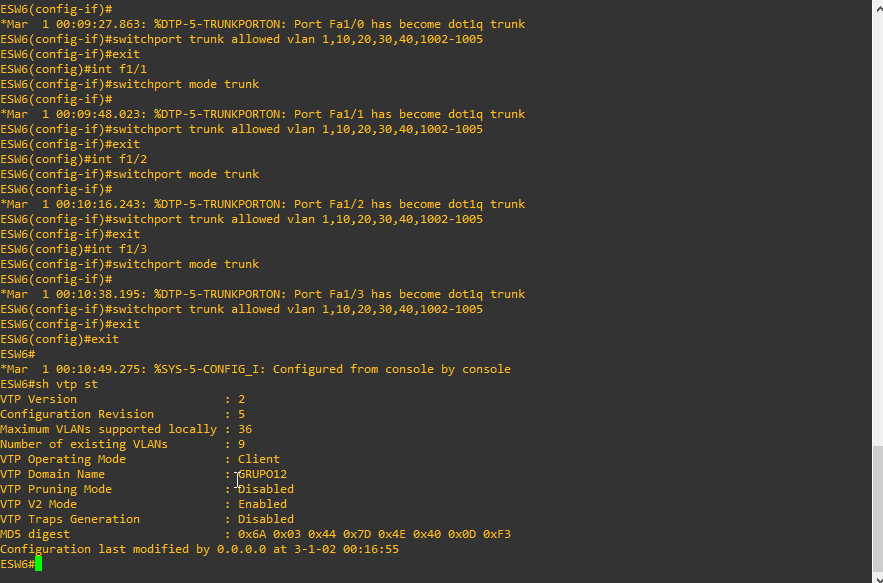 ESW6(config-if)#
*Mar  1 00:09:27.863: %DTP-5-TRUNKPORTON: Port Fa1/0 has become dot1q trunk
ESW6(config-if)#switchport trunk allowed vlan 1,10,20,30,40,1002-1005
ESW6(config-if)#exit
ESW6(config)#int f1/1
ESW6(config-if)#switchport mode trunk
ESW6(config-if)#
*Mar  1 00:09:48.023: %DTP-5-TRUNKPORTON: Port Fa1/1 has become dot1q trunk
ESW6(config-if)#switchport trunk allowed vlan 1,10,20,30,40,1002-1005
ESW6(config-if)#exit
ESW6(config)#int f1/2
ESW6(config-if)#switchport mode trunk
ESW6(config-if)#
*Mar  1 00:10:16.243: %DTP-5-TRUNKPORTON: Port Fa1/2 has become dot1q trunk
ESW6(config-if)#switchport trunk allowed vlan 1,10,20,30,40,1002-1005
ESW6(config-if)#exit
ESW6(config)#int f1/3
ESW6(config-if)#switchport mode trunk
ESW6(config-if)#
*Mar  1 00:10:38.195: %DTP-5-TRUNKPORTON: Port Fa1/3 has become dot1q trunk
ESW6(config-if)#switchport trunk allowed vlan 1,10,20,30,40,1002-1005
ESW6(config-if)#exit
ESW6(config)#exit
ESW6#
*Mar  1 00:10:49.275: %SYS-5-CONFIG_I: Configured from console by console
ESW6#sh vtp st
VTP Version                     : 2
Configuration Revision          : 5
Maximum VLANs supported locally : 36
Number of existing VLANs        : 9
VTP Operating Mode              : Client
VTP Domain Name                 : GRUPO12
VTP Pruning Mode                : Disabled
VTP V2 Mode                     : Enabled
VTP Traps Generation            : Disabled
MD5 digest                      : 0x6A 0x03 0x44 0x7D 0x4E 0x40 0x0D 0xF3
Configuration last modified by 0.0.0.0 at 3-1-02 00:16:55
ESW6#